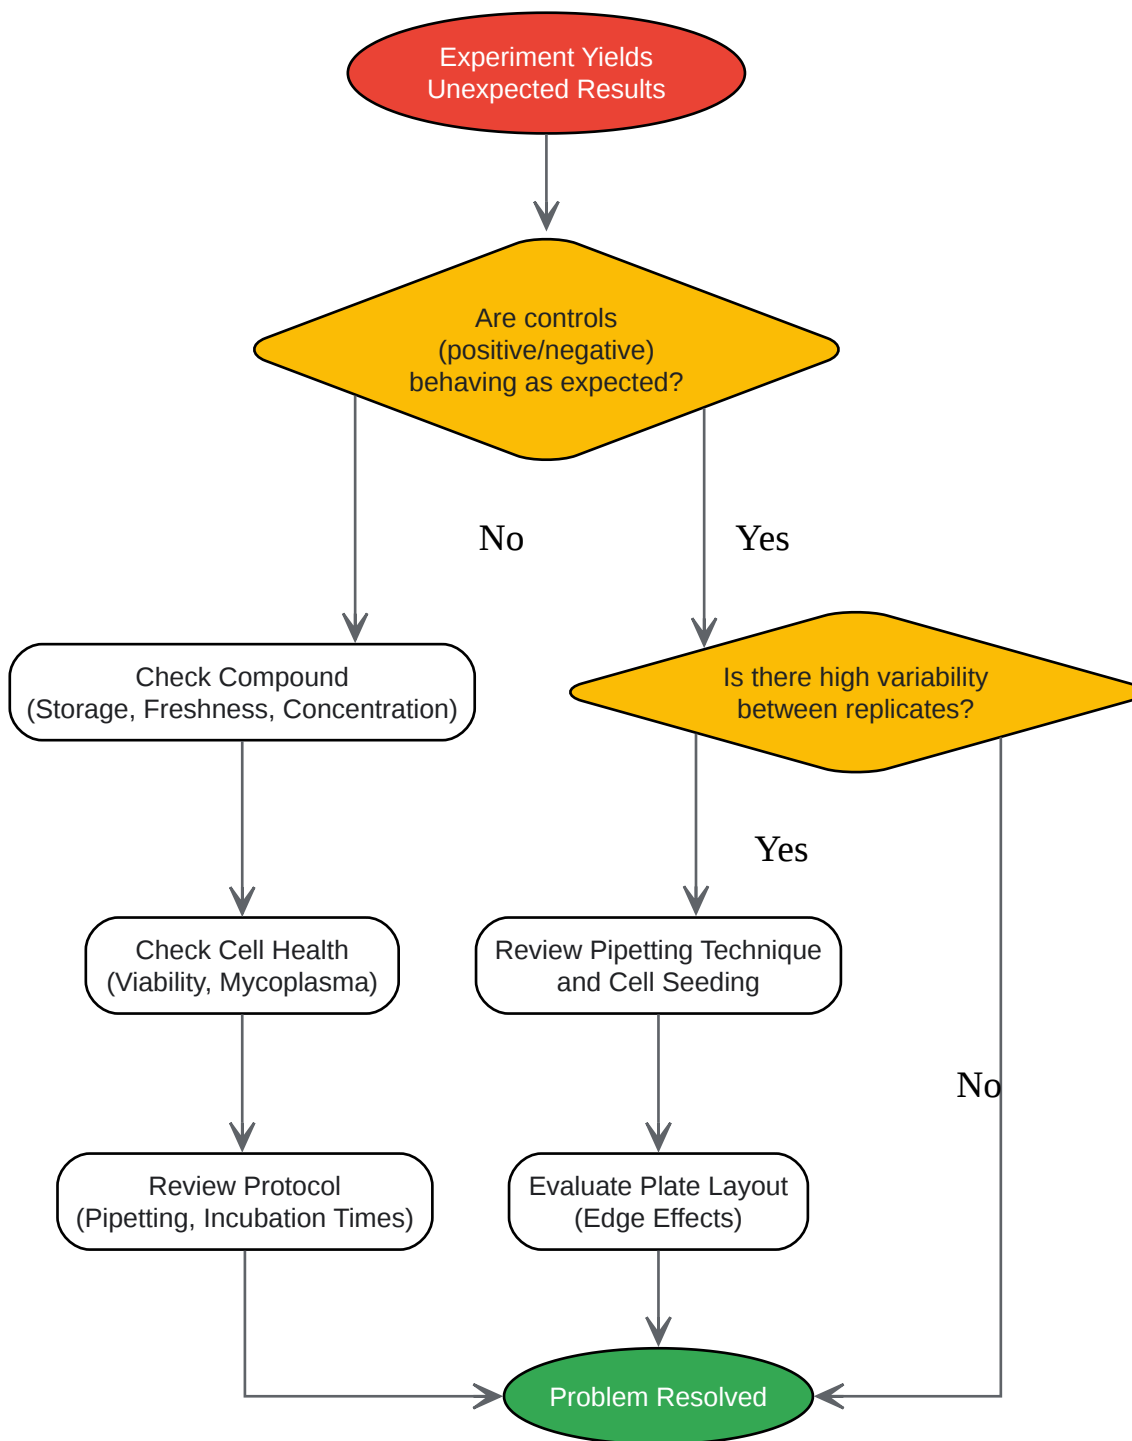 Experiment Yields
Unexpected Results
Are controls
(positive/negative)
behaving as expected?
No
Yes
Check Compound
(Storage, Freshness, Concentration)
Is there high variability
between replicates?
Yes
Check Cell Health
(Viability, Mycoplasma)
Review Pipetting Technique
and Cell Seeding
No
Review Protocol
(Pipetting, Incubation Times)
Evaluate Plate Layout
(Edge Effects)
Problem Resolved